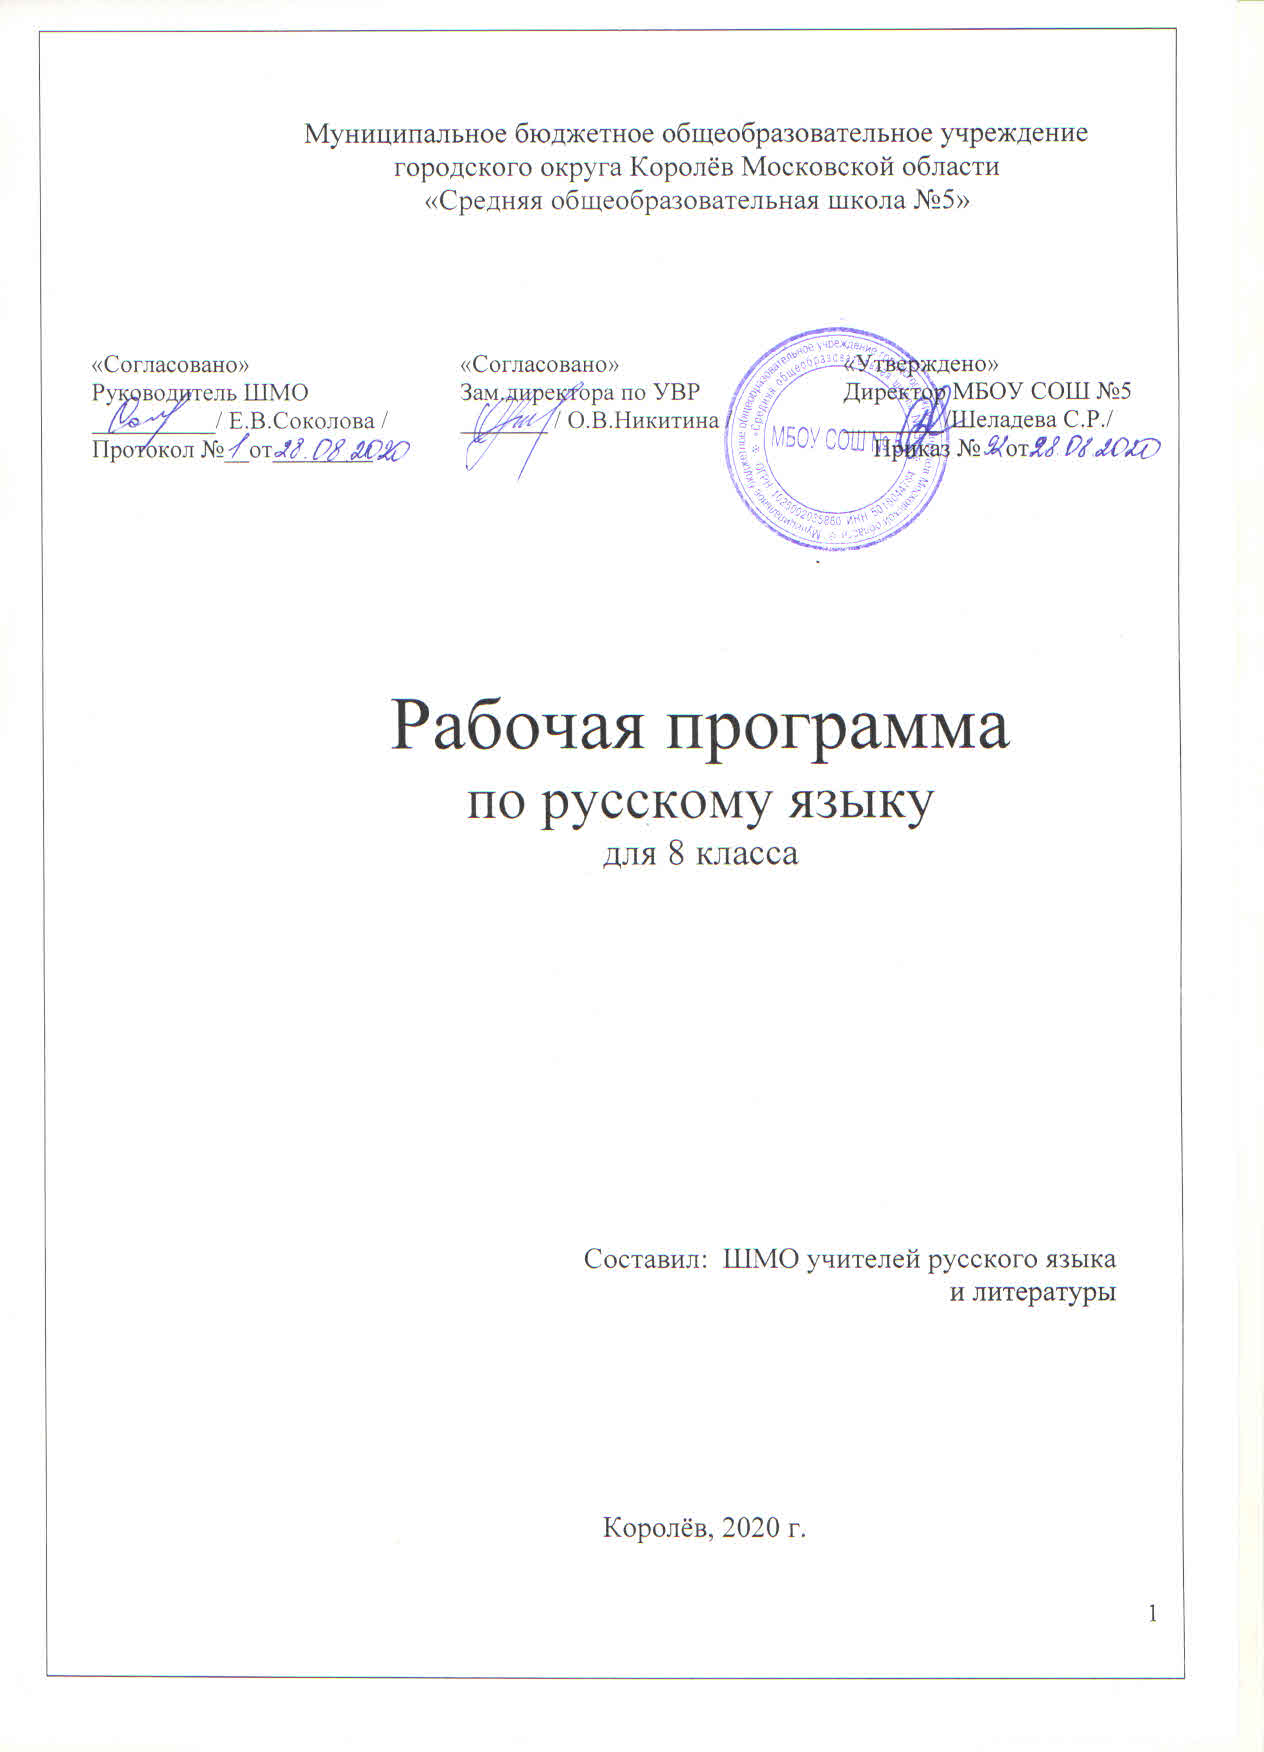 Муниципальное бюджетное общеобразовательное учреждение
городского округа Королёв Московской области
«Средняя общеобразовательная школа №5»
«Согласовано»
Руководитель ШМО
/ Е.В.Соколова /
Протокол № 1 от 28.08.2020
«Согласовано»
Зам.директора по УВР
/ О.В.Никитина /
«Утверждено»
Директор МБОУ СОШ №5
/Шеладева С.Р./
Приказ № от 28.08.2020
МБОУ СОШ
Рабочая программа
по русскому языку
для 8 класса
Составил: ШМО учителей русского языка
и литературы
Королёв, 2020 г.
1